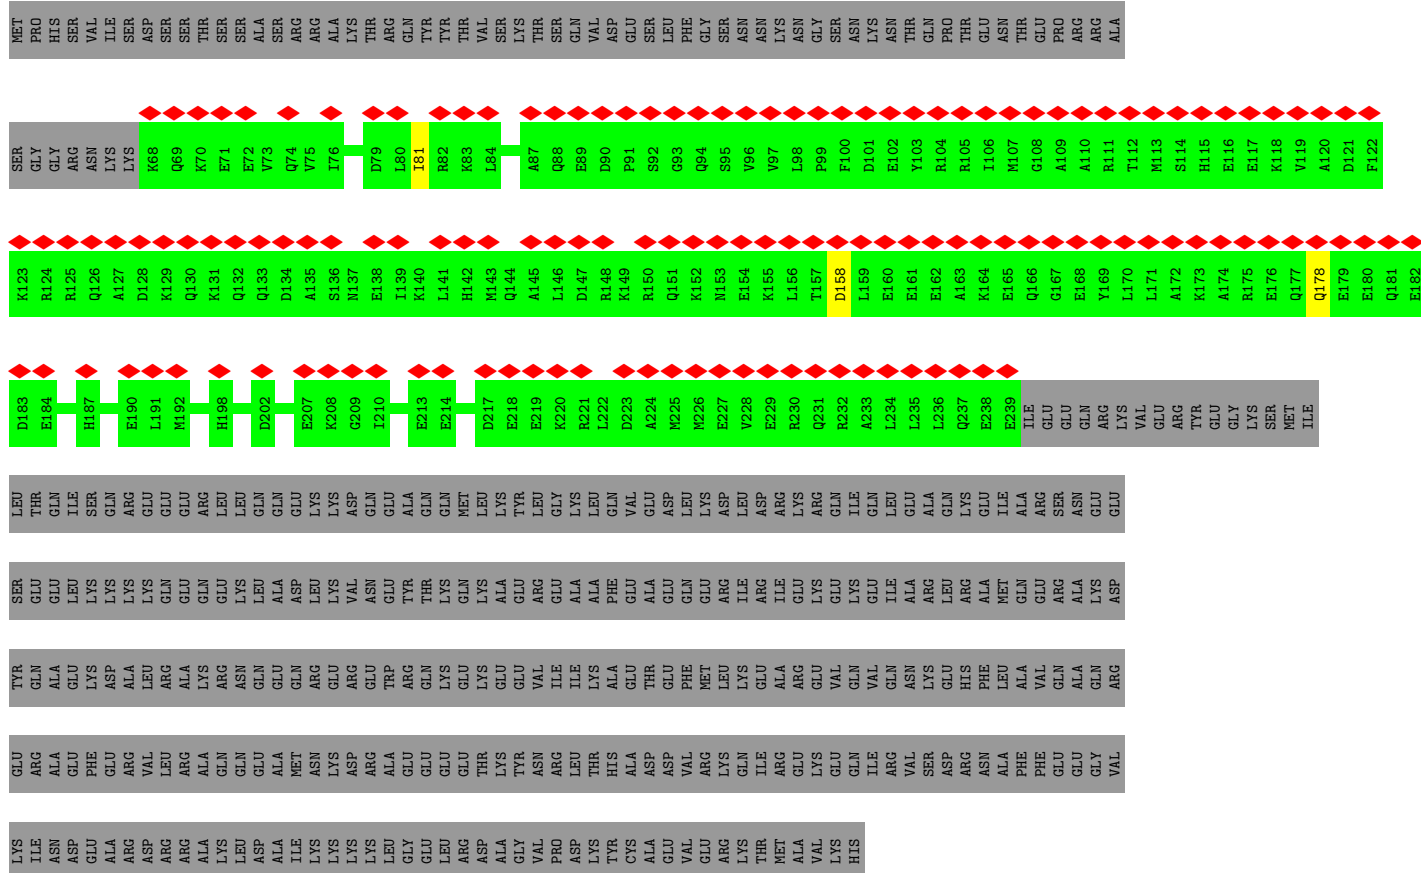 MET PRO HIS SER VAL ILE SER ASP SER SER THR SER SER ALA SER ARG ARG ALA LYS THR ARG GLN TYR TYR THR VAL SER LYS THR SER GLN VAL ASP GLU SER LEU PHE GLY SER ASN ASN LYS ASN GLY SER ASN LYS ASN THR GLN PRO THR GLU ASN THR GLU PRO ARG ARG ALA
SER GLY GLY ARG ASN LYS LYS K68 Q69 K70 E71 E72 V73 Q74 V75 I76 D79 L80 I81 R82 K83 L84 A87 Q88 E89 D90 P91 S92 G93 Q94 S95 V96 V97 L98 P99 F100 D101 E102 Y103 R104 R105 I106 M107 G108 A109 A110 R111 T112 M113 S114 H115 E116 E117 K118 V119 A120 D121 F122
K123 R124 R125 Q126 A127 D128 K129 Q130 K131 Q132 Q133 D134 A135 S136 N137 E138 I139 K140 L141 H142 M143 Q144 A145 L146 D147 R148 K149 R150 Q151 K152 N153 E154 K155 L156 T157 D158 L159 E160 E161 E162 A163 K164 E165 Q166 G167 E168 Y169 L170 L171 A172 K173 A174 R175 E176 Q177 Q178 E179 E180 Q181 E182
D183 E184 H187 E190 L191 M192 H198 D202 E207 K208 G209 I210 E213 E214 D217 E218 E219 K220 R221 L222 D223 A224 M225 M226 E227 V228 E229 R230 Q231 R232 A233 L234 L235 L236 Q237 E238 E239 ILE GLU GLU GLN ARG LYS VAL GLU ARG TYR GLU GLY LYS SER MET ILE
LEU THR GLN ILE SER GLN ARG GLU GLU GLU ARG LEU LEU GLN GLN GLU LYS LYS ASP GLN GLU ALA GLN GLN MET LEU LYS TYR LEU GLY LYS LEU GLN VAL GLU ASP LEU LYS ASP LEU ASP ARG LYS ARG GLN ILE GLN LEU GLU ALA GLN LYS GLU ILE ALA ARG SER ASN GLU GLU
SER GLU GLU LEU LYS LYS LYS LYS GLN GLU GLN GLU LYS LEU ALA ASP LEU LYS VAL ASN GLU TYR THR LYS GLN LYS ALA GLU ARG GLU ALA ALA PHE GLU ALA GLU GLN GLU ARG ILE ARG ILE GLU LYS GLU LYS GLU ILE ALA ARG LEU ARG ALA MET GLN GLU ARG ALA LYS ASP
TYR GLN ALA GLU LYS ASP ALA LEU ARG ALA LYS ARG ASN GLN GLU GLN ARG GLU ARG GLU TRP ARG GLN LYS GLU LYS GLU GLU VAL ILE ILE LYS ALA GLU THR GLU PHE MET LEU LYS GLU ALA ARG GLU VAL GLN VAL GLN ASN LYS GLU HIS PHE LEU ALA VAL GLN ALA GLN ARG
GLU ARG ALA GLU PHE GLU ARG VAL LEU ARG ALA GLN GLN GLU ALA MET ASN LYS ASP ARG ALA GLU GLU GLU GLU THR LYS TYR ASN ARG LEU THR HIS ALA ASP ASP VAL ARG LYS GLN ILE ARG GLU LYS GLU GLN ILE ARG VAL SER ASP ARG ASN ALA PHE PHE GLU GLU GLY VAL
LYS ILE ASN ASP GLU ALA ARG ASP ARG ARG ALA LYS LEU ASP ALA ILE LYS LYS LYS LYS LEU GLY GLU LEU ARG ASP ALA GLY VAL PRO ASP LYS TYR CYS ALA GLU VAL GLU ARG LYS THR MET ALA VAL LYS HIS